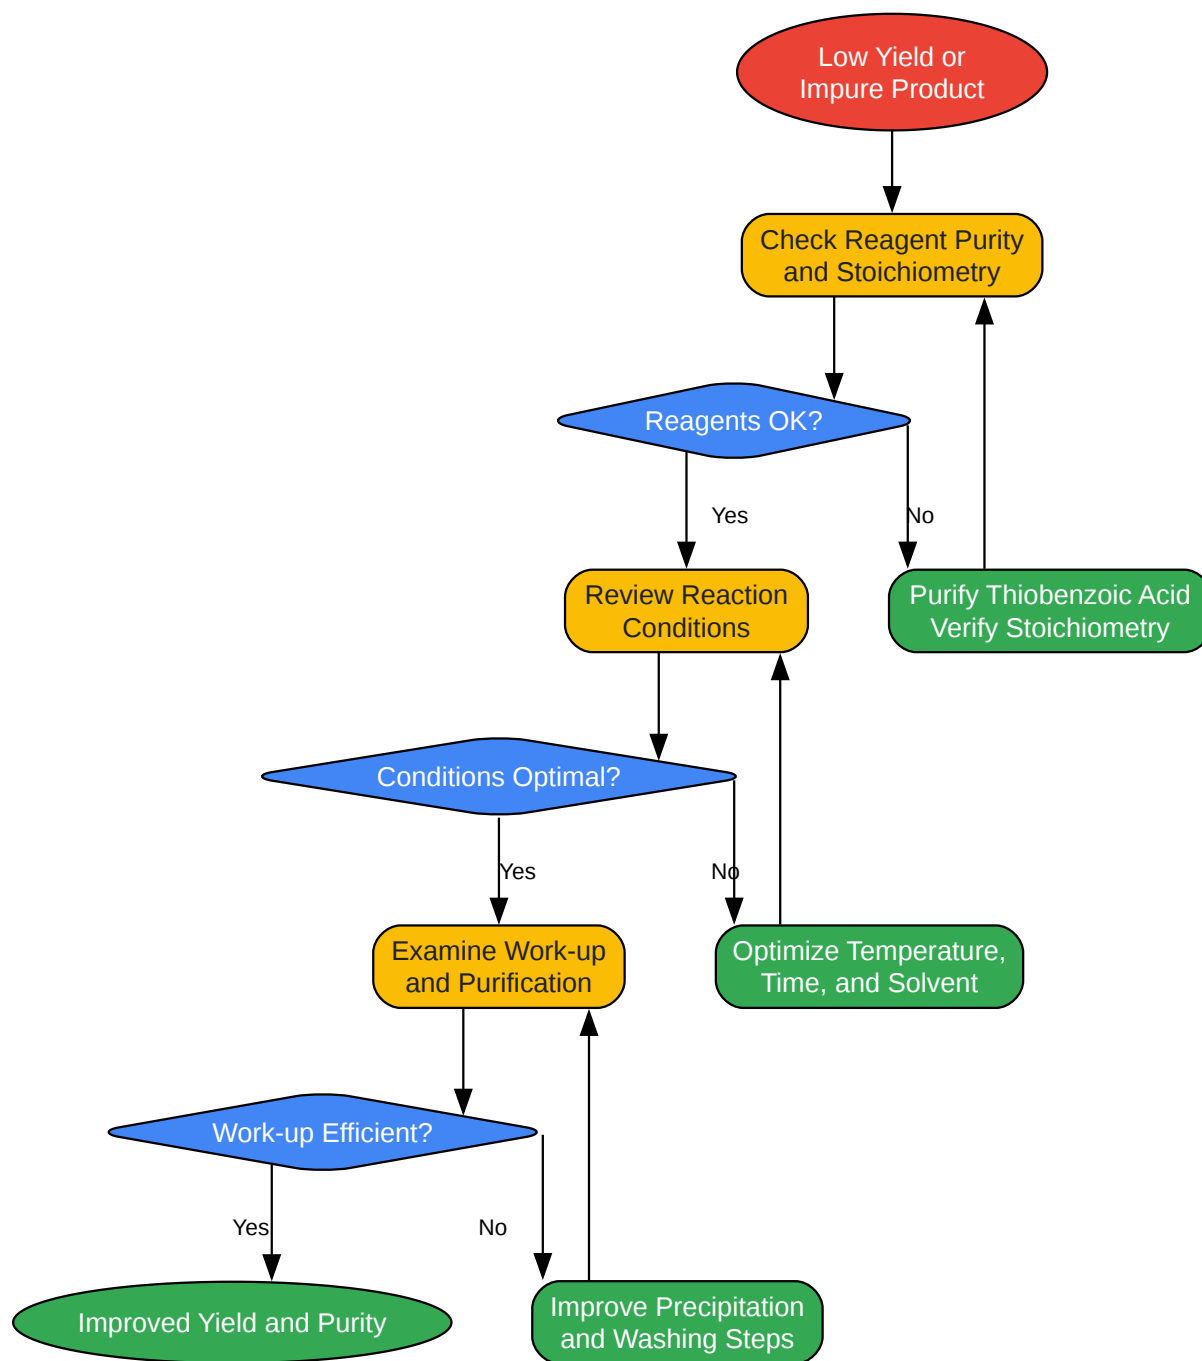 Low Yield or
Impure Product
Check Reagent Purity
and Stoichiometry
Reagents OK?
Yes
No
Review Reaction
Conditions
Purify Thiobenzoic Acid
Verify Stoichiometry
Conditions Optimal?
Yes
No
Examine Work-up
and Purification
Optimize Temperature,
Time, and Solvent
Work-up Efficient?
Yes
No
Improved Yield and Purity
Improve Precipitation
and Washing Steps